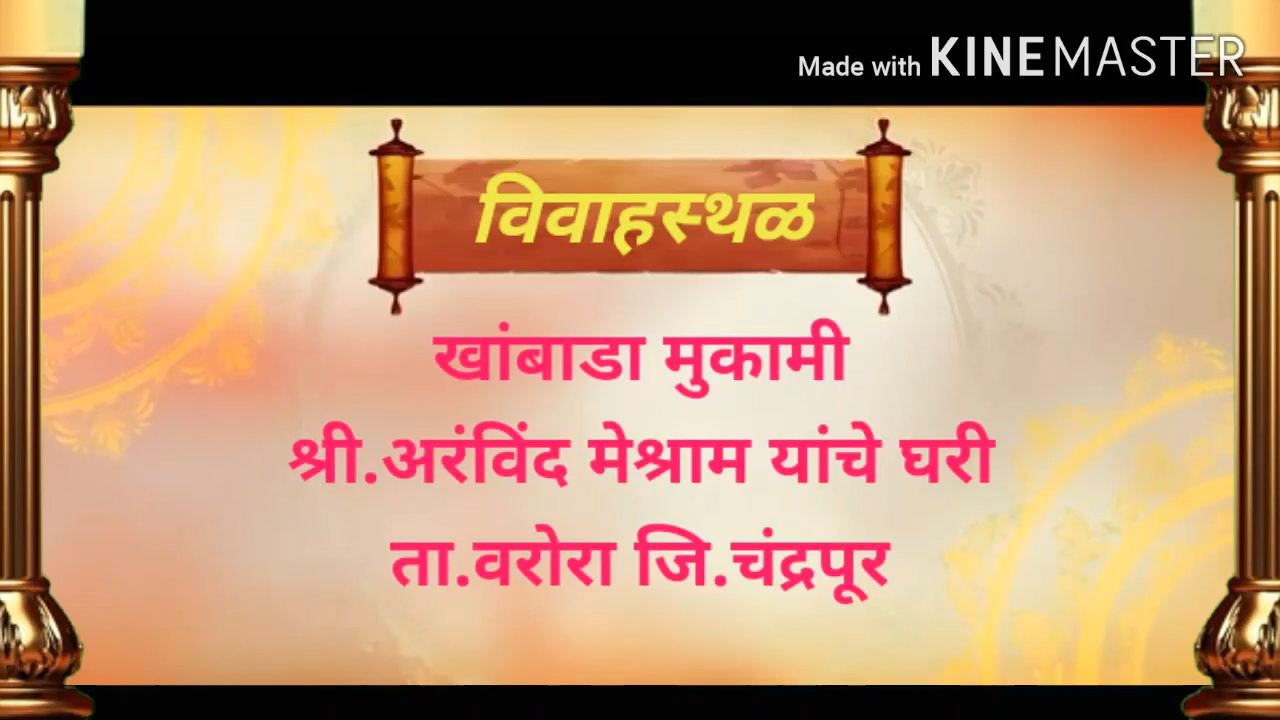 Made with KINEMASTER
विवाहस्थळ
खांबाडा मुकामी
श्री.अरंविंद मेश्राम यांचे घरी
ता.वरोरा जि.चंद्रपूर